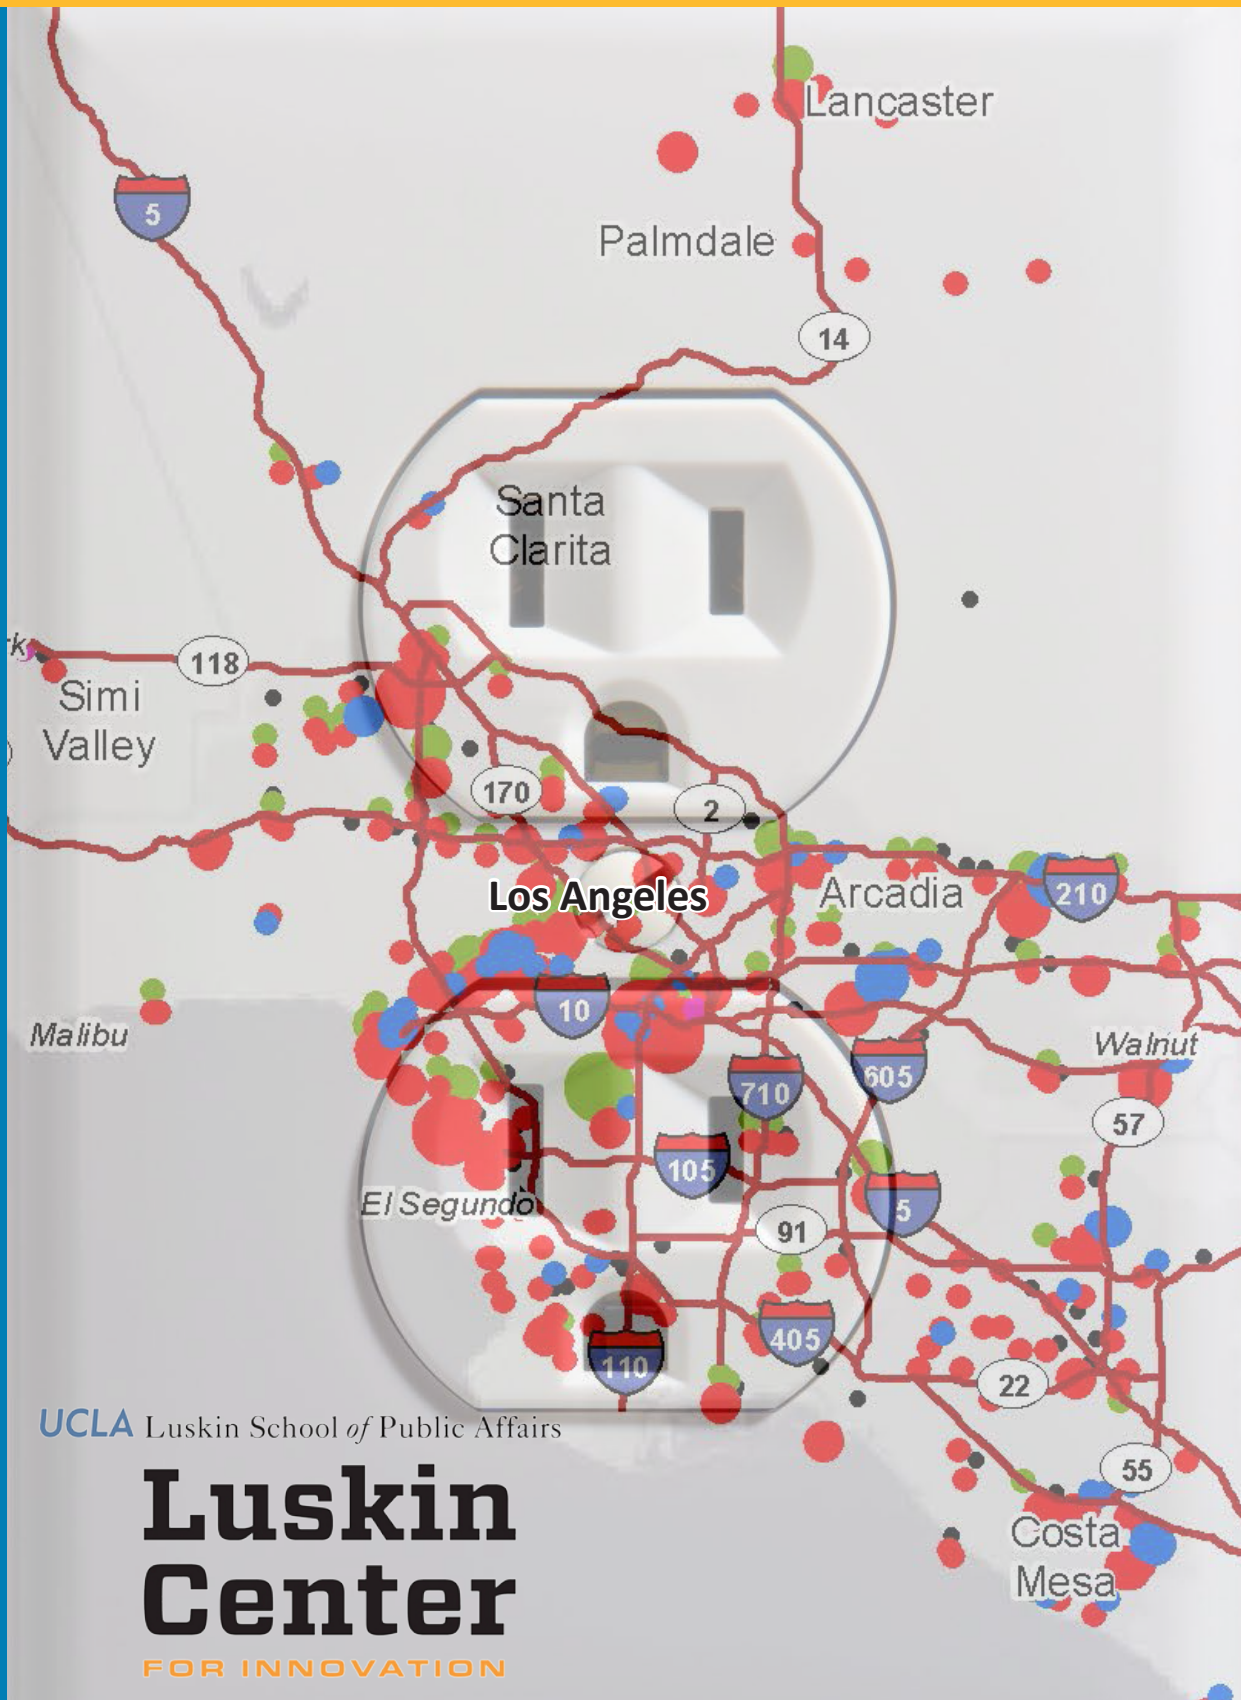 Lancaster
5
Palmdale
14
Santa
Clarita
k
118
Simi
Valley
170
2
Los Angeles
Arcadia
210
10
Malibu
Walnut
710
605
57
105
El Segundo
5
91
405
110
22
UCLA Luskin School of Public Affairs
Luskin
Center
FOR INNOVATION
55
Costa
Mesa